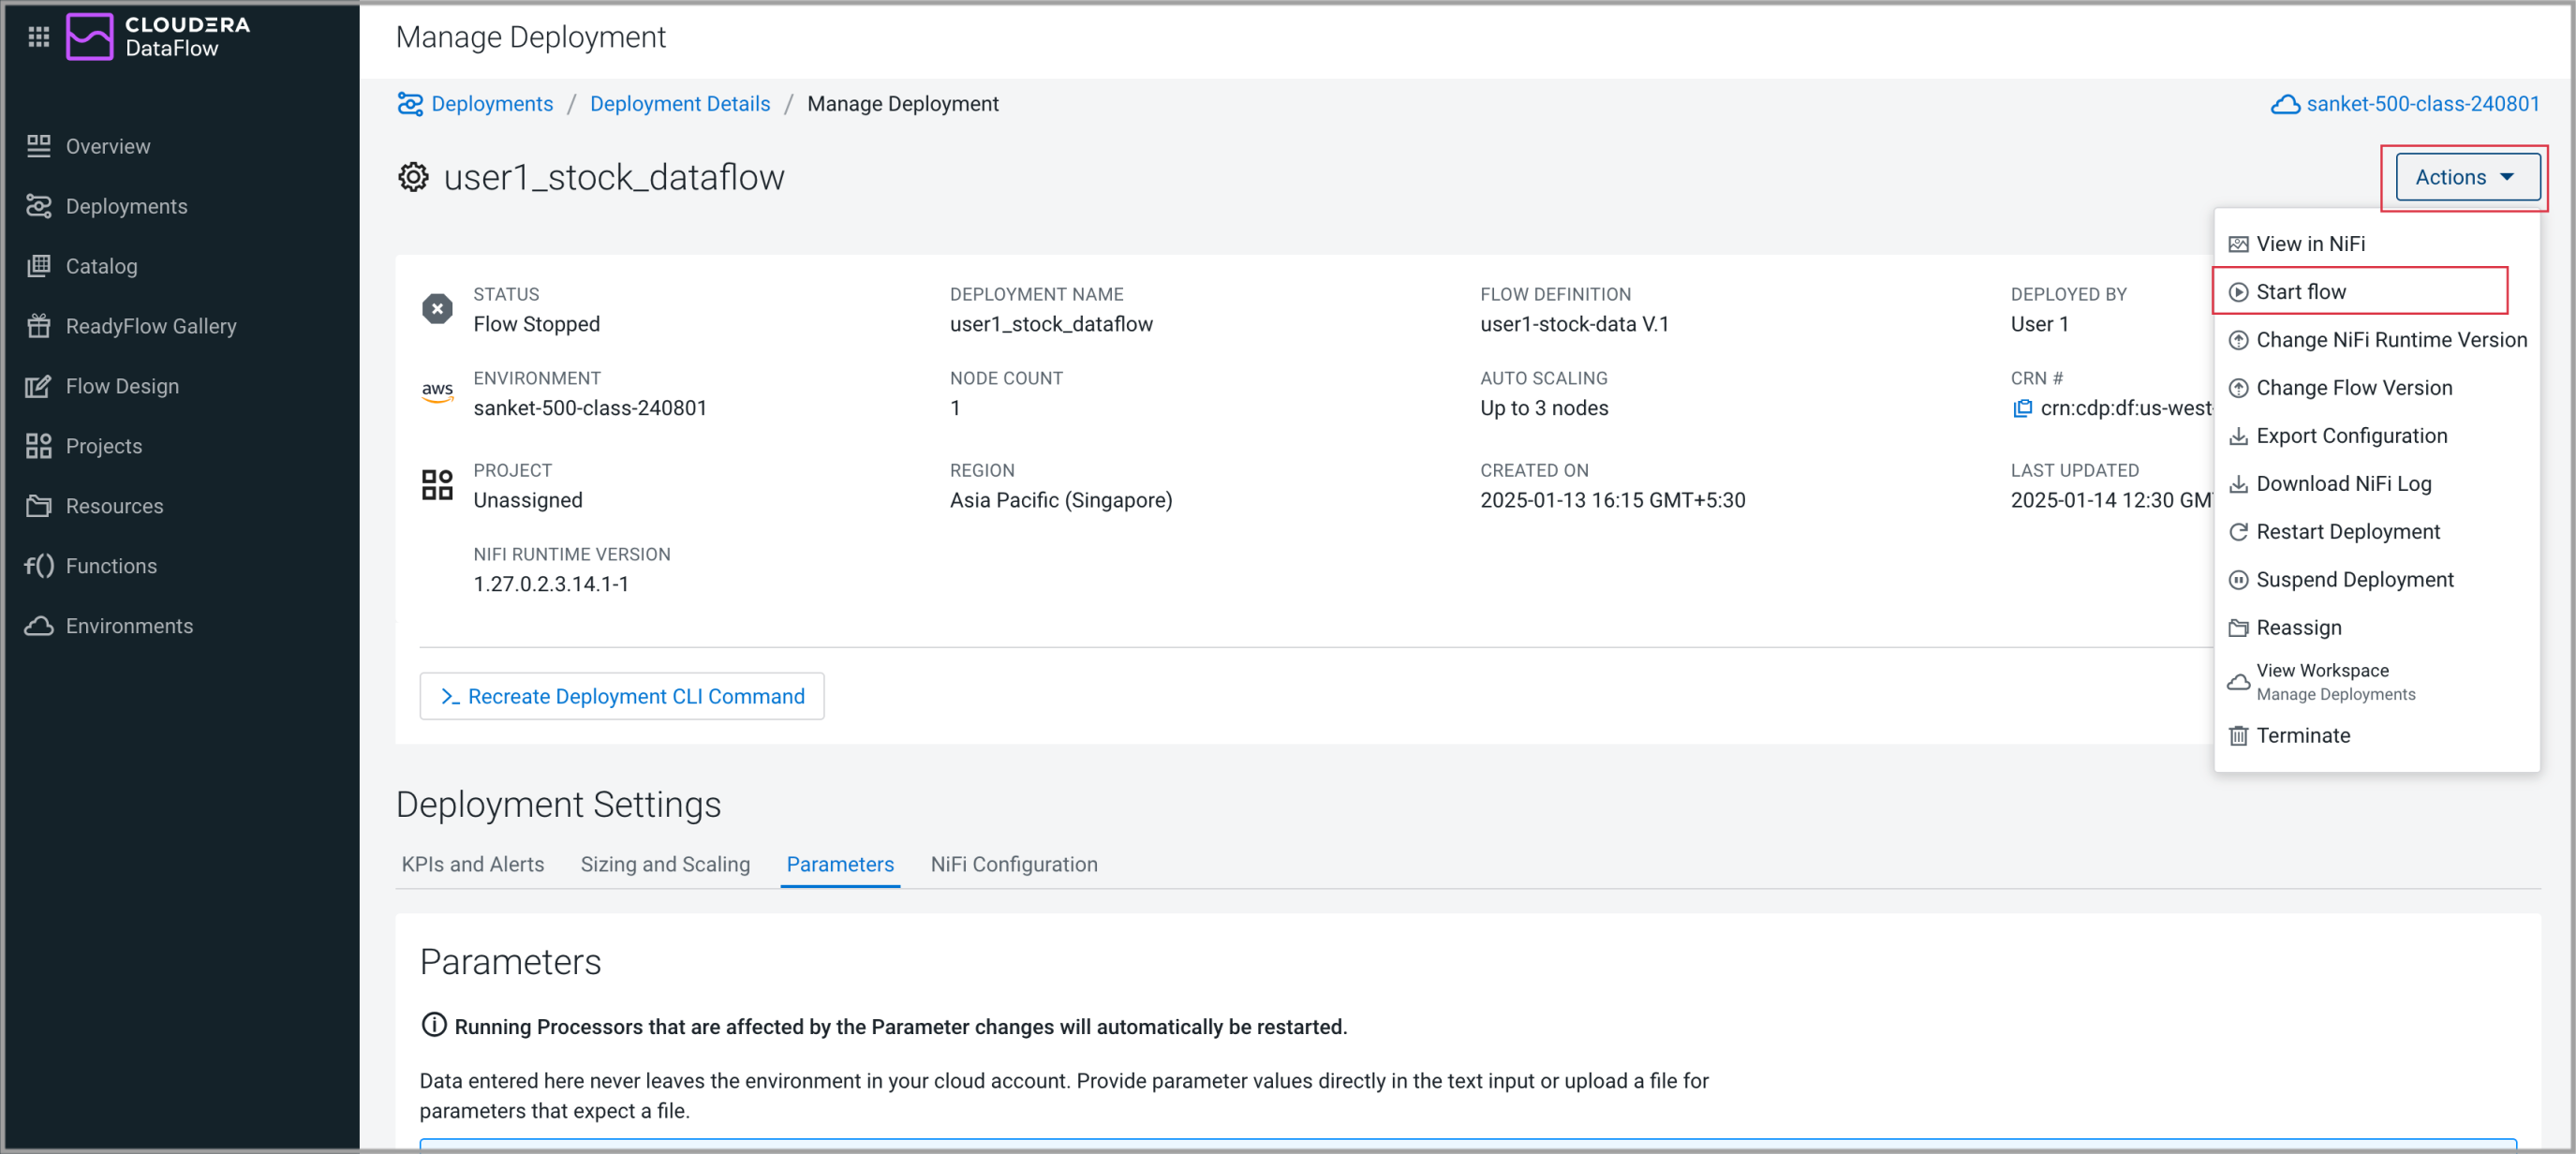 CLOUDERA
DataFlow
Overview
Deployments
Catalog
ReadyFlow Gallery
Flow Design
Projects
Resources
f() Functions
Environments
Manage Deployment
Deployments / Deployment Details / Manage Deployment
sanket-500-class-240801
user1_stock_dataflow
Actions
View in NiFi
Start flow
Change NiFi Runtime Version
Change Flow Version
Export Configuration
Download NiFi Log
Restart Deployment
Suspend Deployment
Reassign
View Workspace
Manage Deployments
Terminate
STATUS
Flow Stopped
DEPLOYMENT NAME
user1_stock_dataflow
FLOW DEFINITION
user1-stock-data V.1
DEPLOYED BY
User 1
aws
ENVIRONMENT
sanket-500-class-240801
NODE COUNT
1
AUTO SCALING
Up to 3 nodes
CRN #
crn:cdp:df:us-west-
PROJECT
Unassigned
REGION
Asia Pacific (Singapore)
CREATED ON
2025-01-13 16:15 GMT+5:30
LAST UPDATED
2025-01-14 12:30 GM
NIFI RUNTIME VERSION
1.27.0.2.3.14.1-1
>_ Recreate Deployment CLI Command
Deployment Settings
KPIs and Alerts
Sizing and Scaling
Parameters
NiFi Configuration
Parameters
Running Processors that are affected by the Parameter changes will automatically be restarted.
Data entered here never leaves the environment in your cloud account. Provide parameter values directly in the text input or upload a file for
parameters that expect a file.